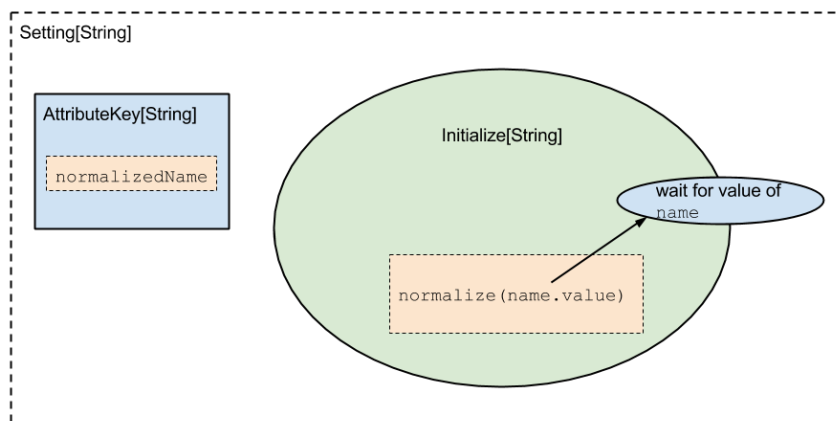 Setting[String]
AttributeKey[String]
normalizedName
Initialize[String]
wait for value of
name
normalize(name.value)